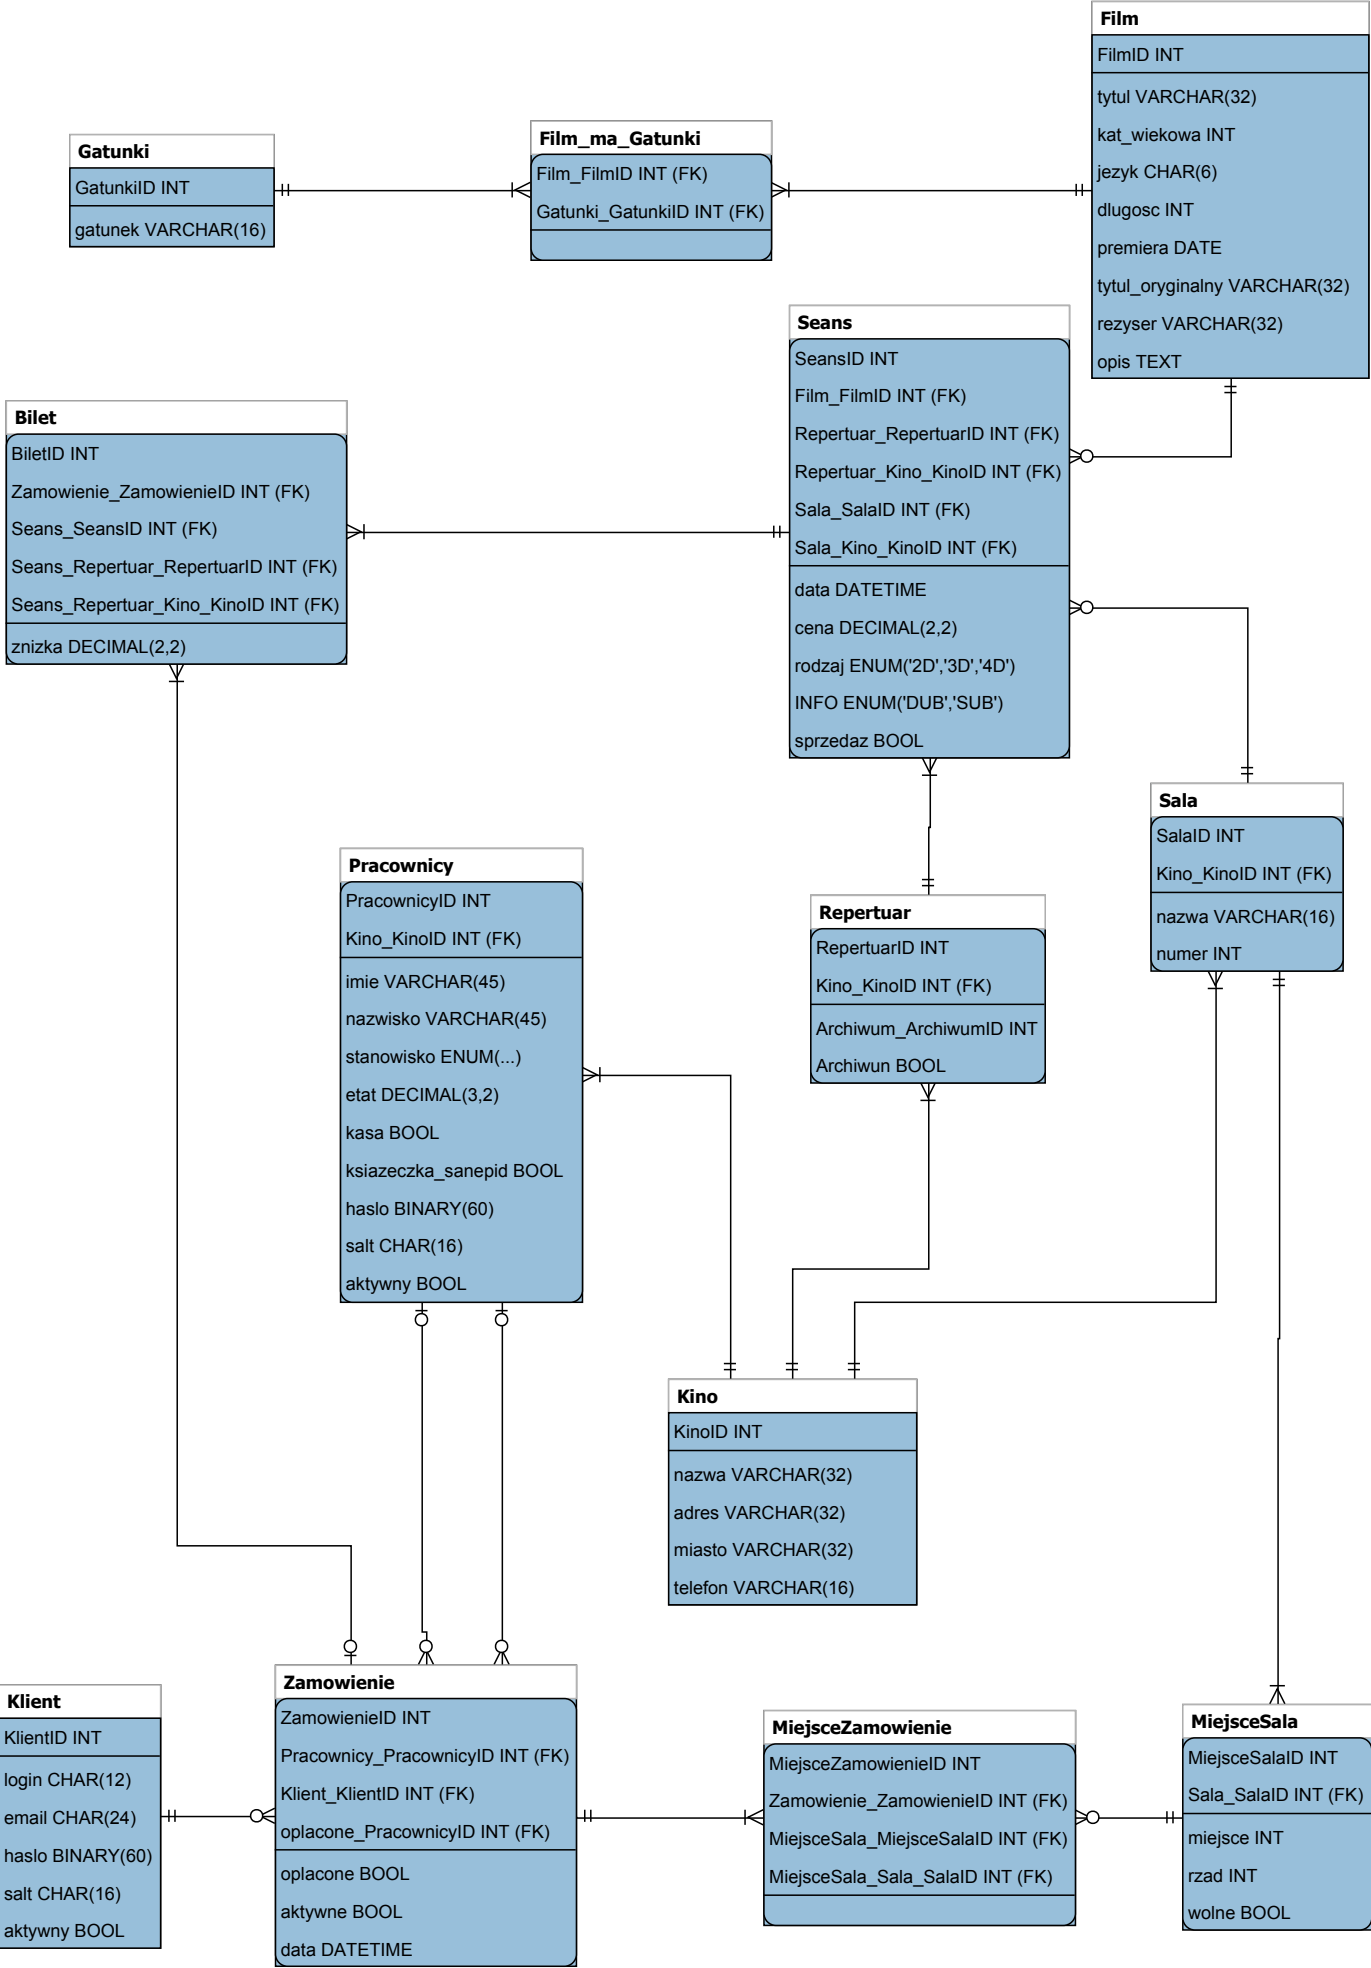 Film
FilmID INT
tytul VARCHAR(32)
kat_wiekowa INT
jezyk CHAR(6)
dlugosc INT
premiera DATE
tytul_oryginalny VARCHAR(32)
rezyser VARCHAR(32)
opis TEXT
Gatunki
GatunkiID INT
gatunek VARCHAR(16)
Film_ma_Gatunki
Film_FilmID INT (FK)
Gatunki_GatunkiID INT (FK)
Seans
SeansID INT
Film_FilmID INT (FK)
Repertuar_RepertuarID INT (FK)
Repertuar_Kino_KinoID INT (FK)
Sala_SalaID INT (FK)
Sala_Kino_KinoID INT (FK)
data DATETIME
cena DECIMAL(2,2)
rodzaj ENUM('2D','3D','4D')
INFO ENUM('DUB','SUB')
sprzedaz BOOL
Bilet
BiletID INT
Zamowienie_ZamowienieID INT (FK)
Seans_SeansID INT (FK)
Seans_Repertuar_RepertuarID INT (FK)
Seans_Repertuar_Kino_KinoID INT (FK)
znizka DECIMAL(2,2)
Sala
SalaID INT
Kino_KinoID INT (FK)
nazwa VARCHAR(16)
numer INT
Pracownicy
PracownicyID INT
Kino_KinoID INT (FK)
imie VARCHAR(45)
nazwisko VARCHAR(45)
stanowisko ENUM(...)
etat DECIMAL(3,2)
kasa BOOL
ksiazeczka_sanepid BOOL
haslo BINARY(60)
salt CHAR(16)
aktywny BOOL
Repertuar
RepertuarID INT
Kino_KinoID INT (FK)
Archiwum_ArchiwumID INT
Archiwun BOOL
Kino
KinoID INT
nazwa VARCHAR(32)
adres VARCHAR(32)
miasto VARCHAR(32)
telefon VARCHAR(16)
Klient
KlientID INT
login CHAR(12)
email CHAR(24)
haslo BINARY(60)
salt CHAR(16)
aktywny BOOL
Zamowienie
ZamowienieID INT
Pracownicy_PracownicyID INT (FK)
Klient_KlientID INT (FK)
oplacone_PracownicyID INT (FK)
oplacone BOOL
aktywne BOOL
data DATETIME
MiejsceZamowienie
MiejsceZamowienieID INT
Zamowienie_ZamowienieID INT (FK)
MiejsceSala_MiejsceSalaID INT (FK)
MiejsceSala_Sala_SalaID INT (FK)
MiejsceSala
MiejsceSalaID INT
Sala_SalaID INT (FK)
miejsce INT
rzad INT
wolne BOOL